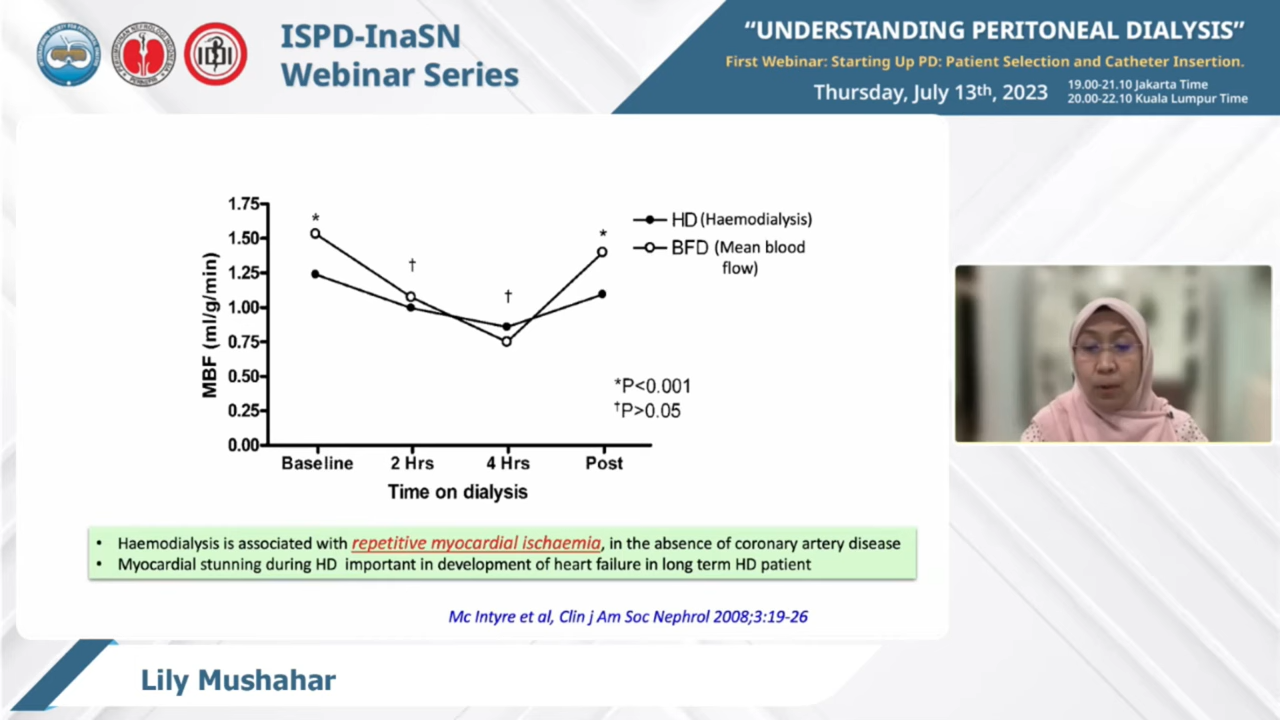 ISPD-InaSN
Webinar Series
“UNDERSTANDING PERITONEAL DIALYSIS”
First Webinar: Starting Up PD: Patient Selection and Catheter Insertion.
Thursday, July 13th, 2023
19.00-21.10 Jakarta Time
20.00-22.10 Kuala Lumpur Time
MBF (ml/g/min)
1.75
1.50
1.25
1.00
0.75
0.50
0.25
0.00
*
†
†
*
HD (Haemodialysis)
BFD (Mean blood
flow)
*P<0.001
†P>0.05
Baseline 2 Hrs 4 Hrs Post
Time on dialysis
• Haemodialysis is associated with repetitive myocardial ischaemia, in the absence of coronary artery disease
• Myocardial stunning during HD important in development of heart failure in long term HD patient
Mc Intyre et al, Clin j Am Soc Nephrol 2008;3:19-26
Lily Mushahar